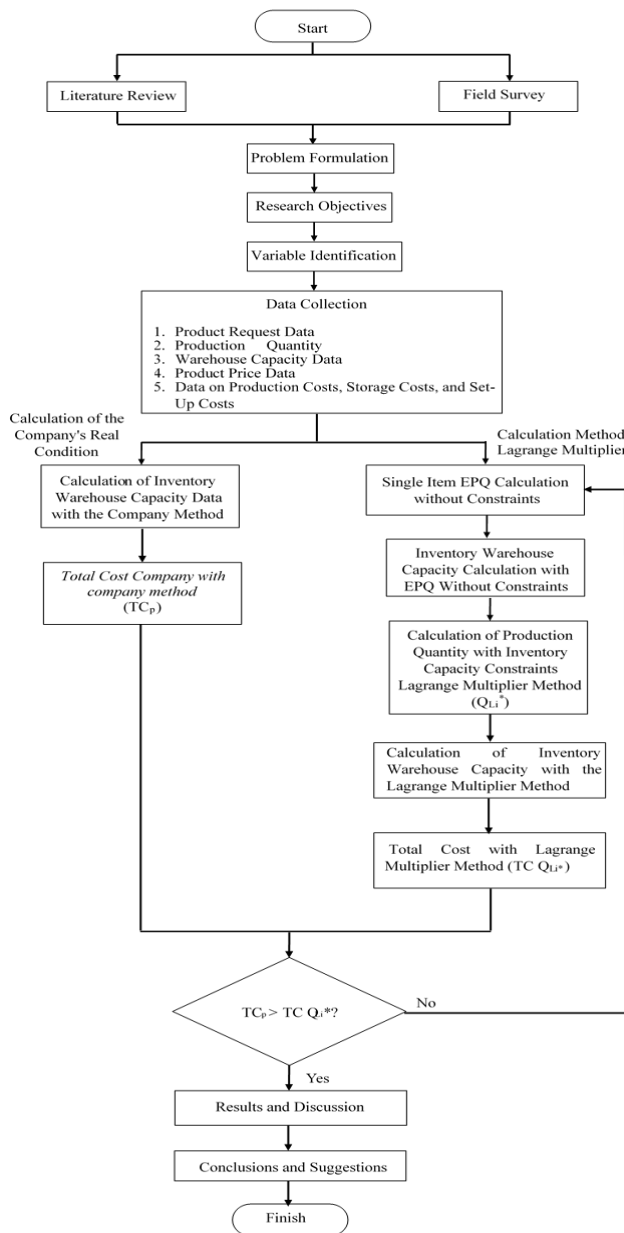 Start
Literature Review
Field Survey
Problem Formulation
Research Objectives
Variable Identification
Data Collection
1. Product Request Data
2. Production Quantity
3. Warehouse Capacity Data
4. Product Price Data
5. Data on Production Costs, Storage Costs, and Set-
Up Costs
Calculation of the
Company's Real
Condition
Calculation Method
Lagrange Multiplier
Calculation of Inventory
Warehouse Capacity Data
with the Company Method
Single Item EPQ Calculation
without Constraints
Total Cost Company with
company method
(TCp)
Inventory Warehouse
Capacity Calculation with
EPQ Without Constraints
Calculation of Production
Quantity with Inventory
Capacity Constraints
Lagrange Multiplier Method
(QLi*)
Calculation of Inventory
Warehouse Capacity with the
Lagrange Multiplier Method
Total Cost with Lagrange
Multiplier Method (TC QLi*)
TCp > TC QLi*?
No
Yes
Results and Discussion
Conclusions and Suggestions
Finish